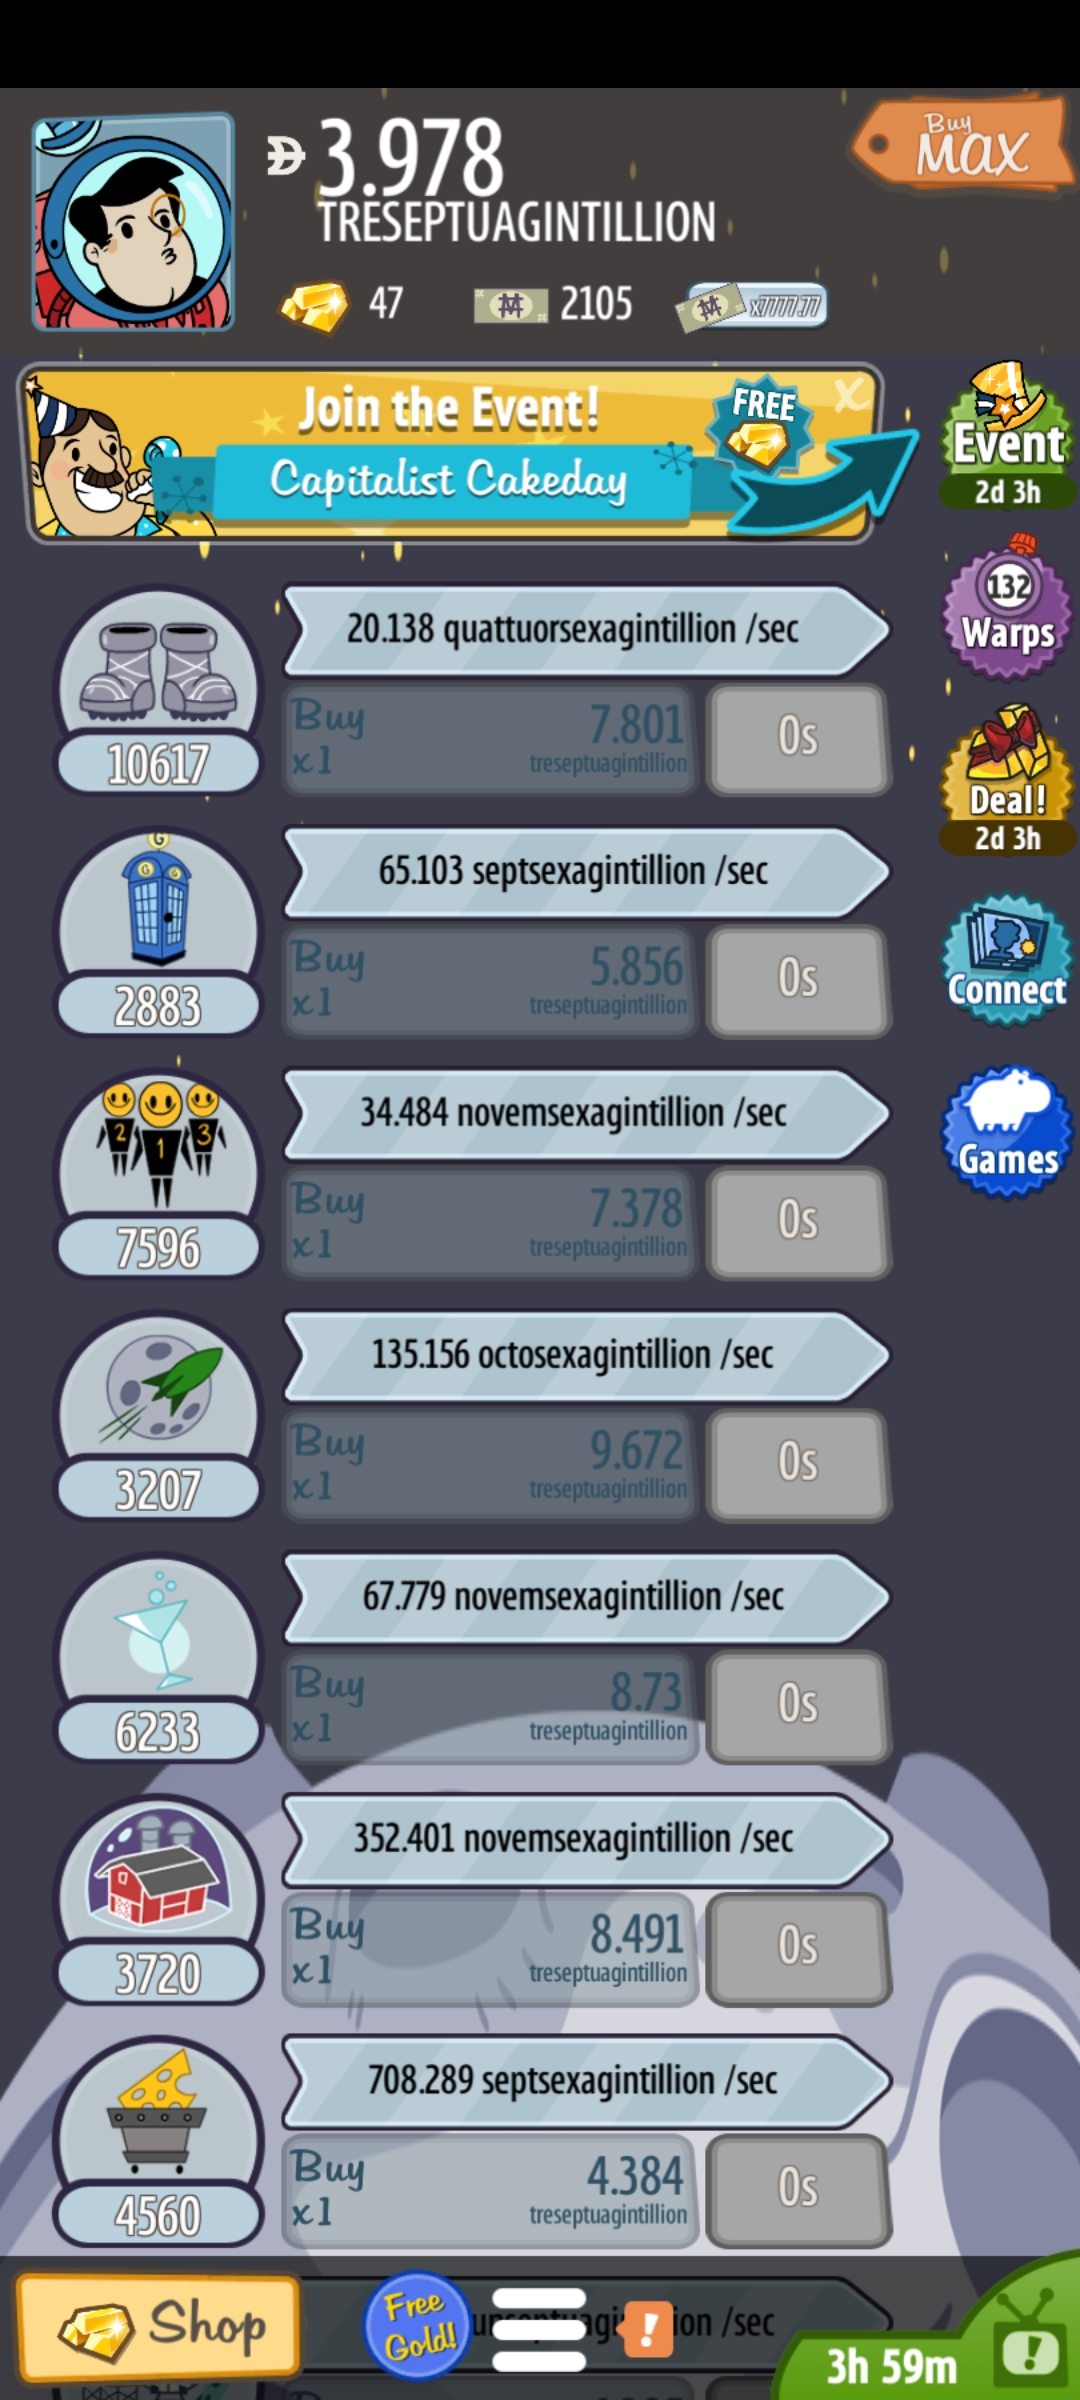 3.978
TRESEPTUAGINTILLION
Buy
MAX
47
2105
x7777.77
Join the Event!
Capitalist Cakeday
FREE
X
Event
2d 3h
20.138 quattuorsexagintillion /sec
Buy
x1
7.801
treseptuagintillion
0s
10617
132
Warps
Deal!
2d 3h
G
G G
65.103 septsexagintillion /sec
Buy
x1
5.856
treseptuagintillion
0s
2883
Connect
2 1 3
34.484 novemsexagintillion /sec
Buy
x1
7.378
treseptuagintillion
0s
7596
Games
135.156 octosexagintillion /sec
Buy
x1
9.672
treseptuagintillion
0s
3207
67.779 novemsexagintillion /sec
Buy
x1
8.73
treseptuagintillion
0s
6233
352.401 novemsexagintillion /sec
Buy
x1
8.491
treseptuagintillion
0s
3720
708.289 septsexagintillion /sec
Buy
x1
4.384
treseptuagintillion
0s
4560
Shop
Free
Gold!
/sec
!
3h 59m
!